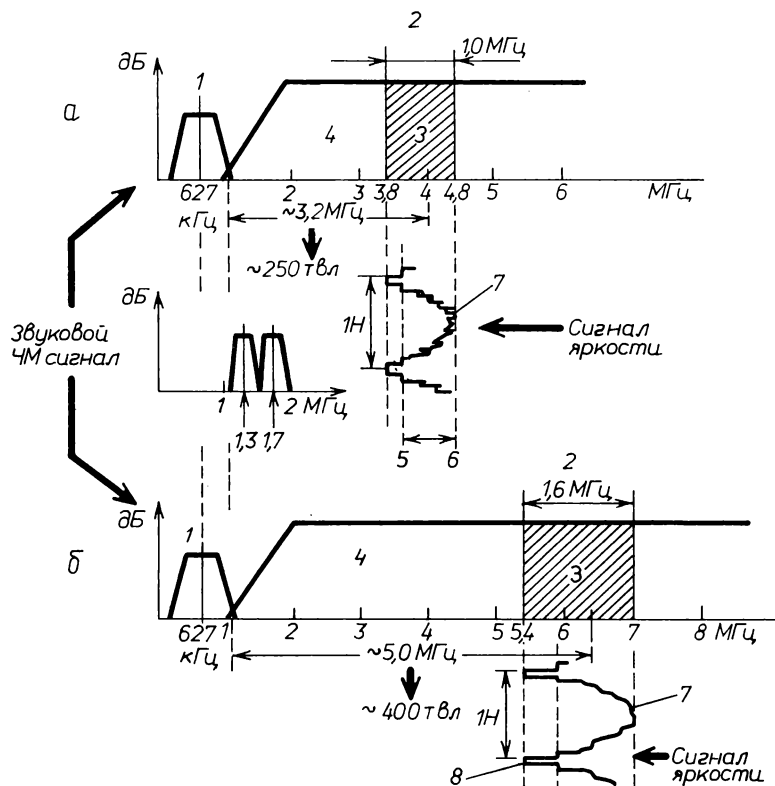 2
1,0 МГц
дБ
1
а
4
3
627
кГц
2
3
3,8
4
4,8
5
6
МГц
~3,2 МГц
~250 твл
дБ
7
1Н
Сигнал
яркости
Звуковой
ЧМ сигнал
1
2 МГц
1,3
1,7
5
6
2
1,6 МГц
дБ
1
б
4
3
627
1
кГц
2
3
4
5
5,4
6
7
8 МГц
~5,0 МГц
~400 твл
1Н
7
8
Сигнал
яркости